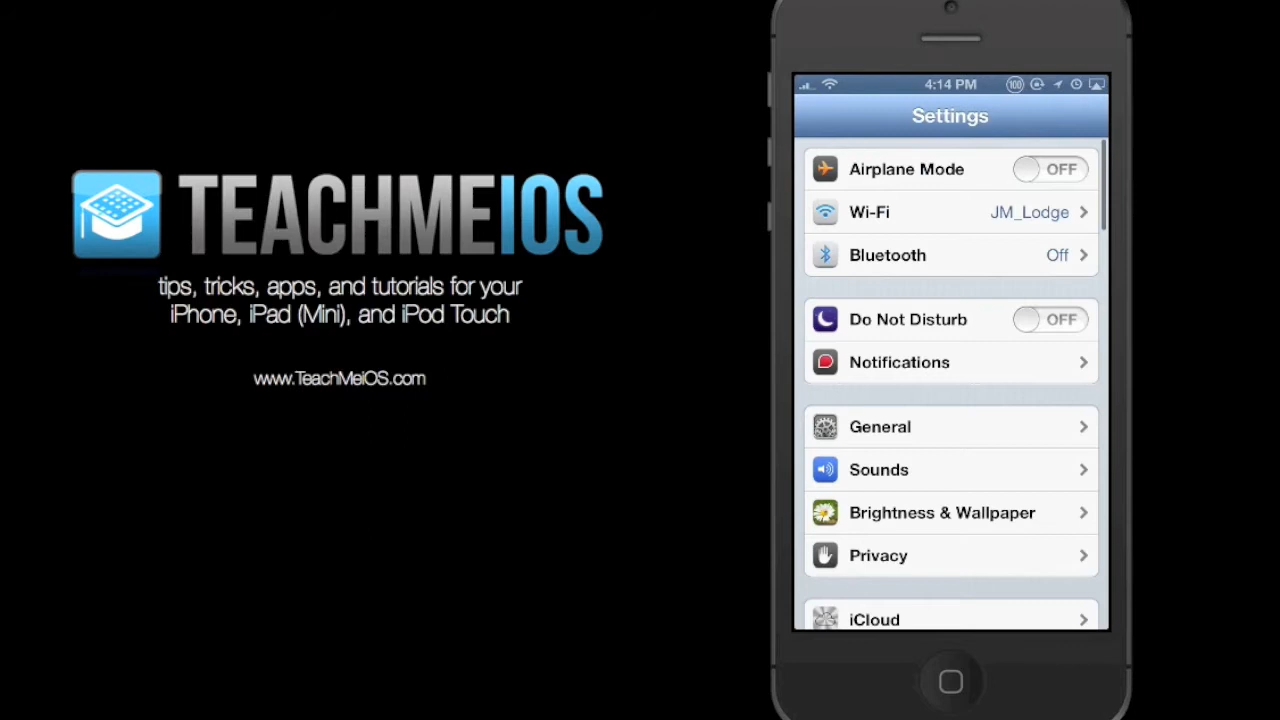 TEACHMEIOS
tips, tricks, apps, and tutorials for your
iPhone, iPad (Mini), and iPod Touch
www.TeachMeiOS.com
4:14 PM 100
Settings
Airplane Mode OFF
Wi-Fi JM_Lodge
Bluetooth Off
Do Not Disturb OFF
Notifications
General
Sounds
Brightness & Wallpaper
Privacy
iCloud